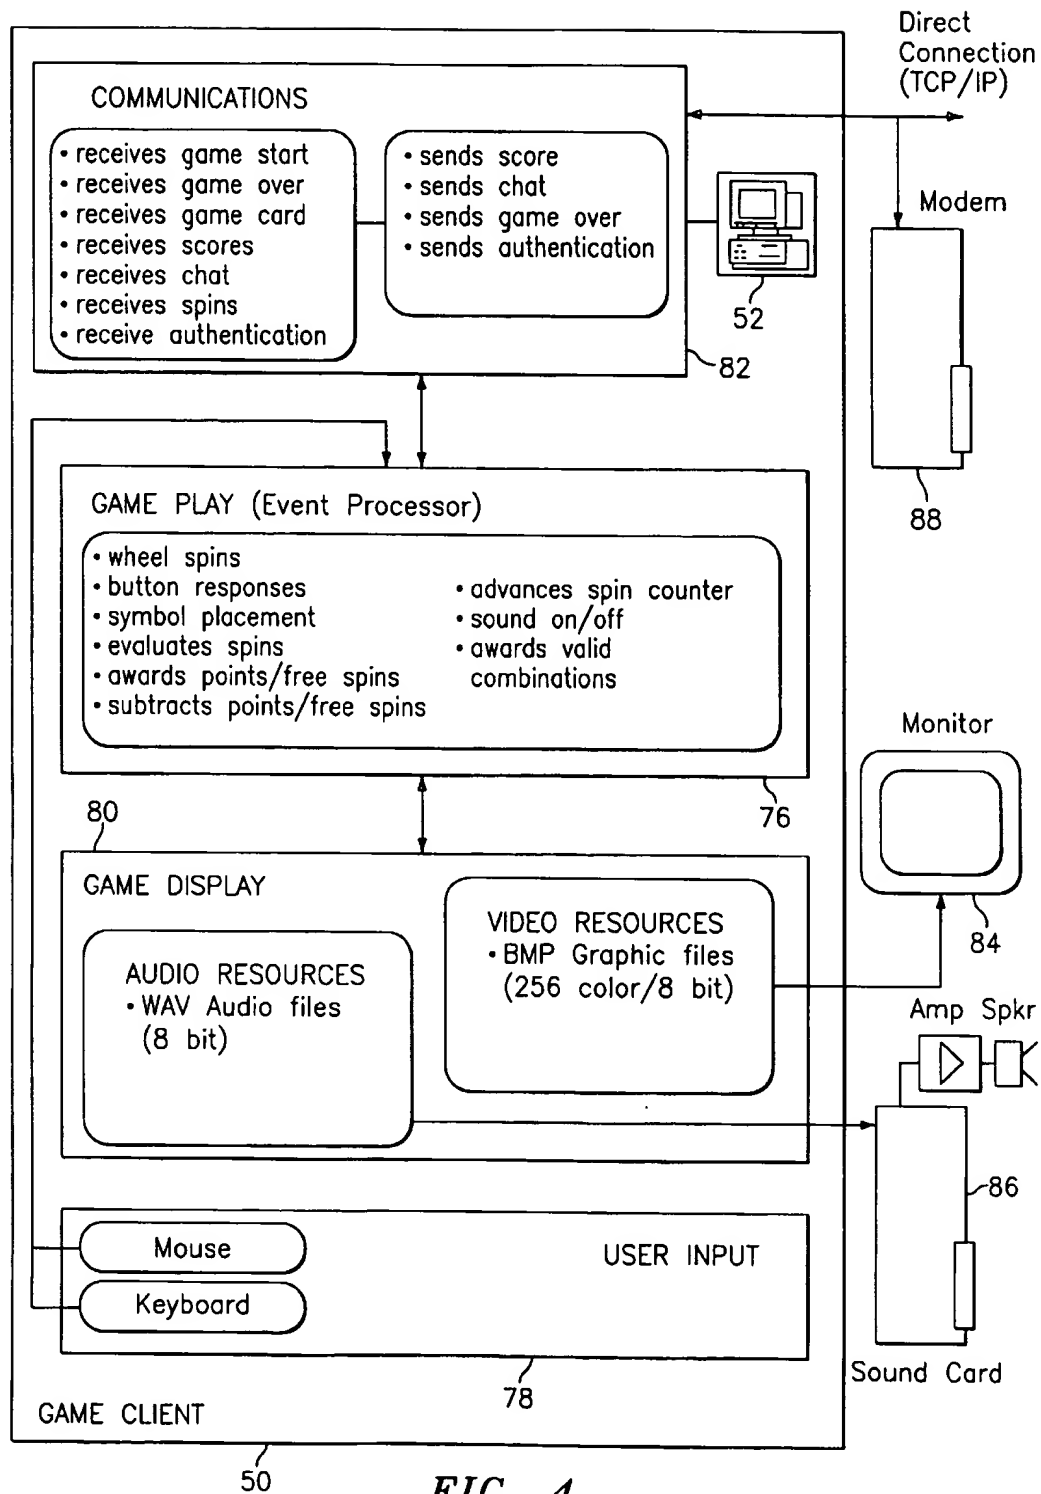 Direct
Connection
(TCP/IP)
COMMUNICATIONS
• receives game start
• receives game over
• receives game card
• receives scores
• receives chat
• receives spins
• receive authentication
• sends score
• sends chat
• sends game over
• sends authentication
52
82
Modem
88
GAME PLAY (Event Processor)
• wheel spins
• button responses
• symbol placement
• evaluates spins
• awards points/free spins
• subtracts points/free spins
• advances spin counter
• sound on/off
• awards valid
combinations
76
Monitor
84
80
GAME DISPLAY
AUDIO RESOURCES
• WAV Audio files
(8 bit)
VIDEO RESOURCES
• BMP Graphic files
(256 color/8 bit)
Amp Spkr
86
Sound Card
Mouse
Keyboard
USER INPUT
78
GAME CLIENT
50
FIG. 4